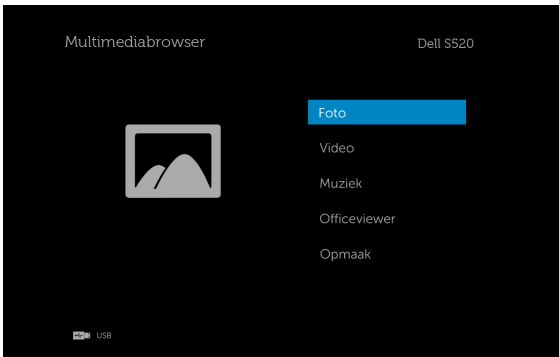 Multimediabrowser
Dell S520
Foto
Video
Muziek
Officeviewer
Opmaak
USB